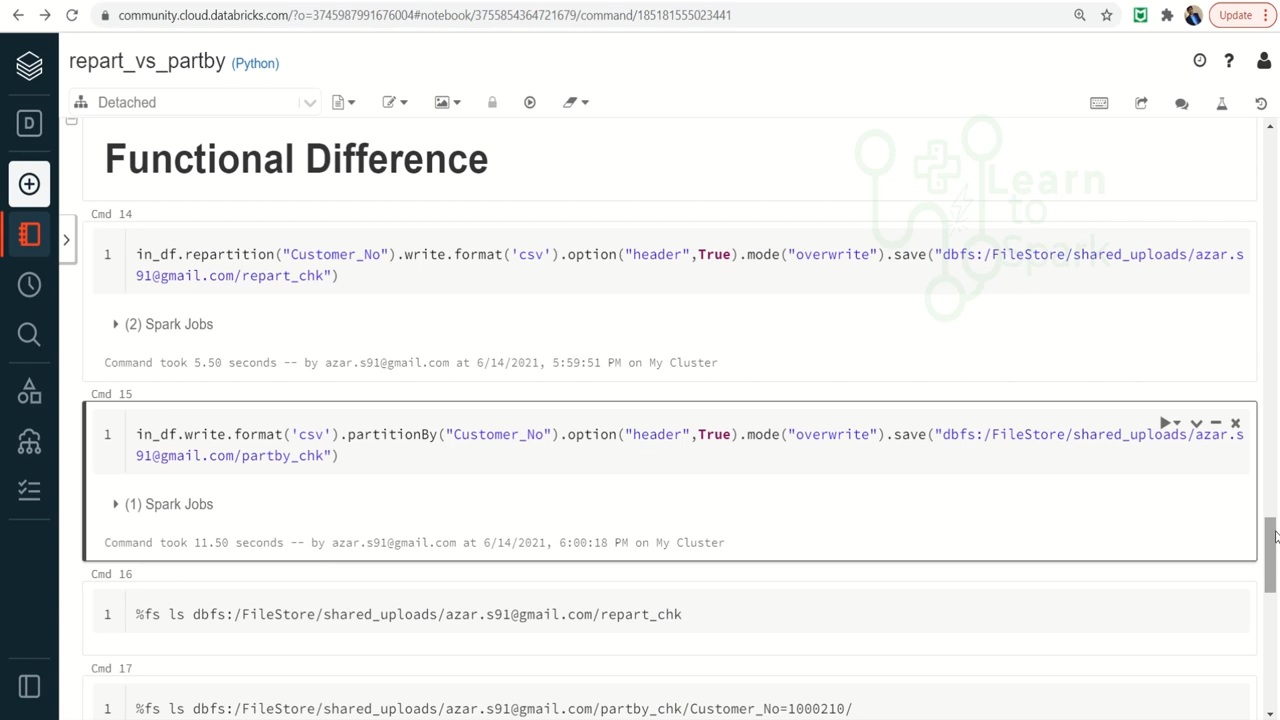 community.cloud.databricks.com/?o=3745987991676004#notebook/3755854364721679/command/185181555023441
Update
repart_vs_partby (Python)
D
Detached
Functional Difference
Learn
to
Spark
Cmd 14
1 in_df.repartition("Customer_No").write.format('csv').option("header",True).mode("overwrite").save("dbfs:/FileStore/shared_uploads/azar.s
91@gmail.com/repart_chk")
(2) Spark Jobs
Command took 5.50 seconds -- by azar.s91@gmail.com at 6/14/2021, 5:59:51 PM on My Cluster
Cmd 15
1 in_df.write.format('csv').partitionBy("Customer_No").option("header",True).mode("overwrite").save("dbfs:/FileStore/shared_uploads/azar.s
91@gmail.com/partby_chk")
(1) Spark Jobs
Command took 11.50 seconds -- by azar.s91@gmail.com at 6/14/2021, 6:00:18 PM on My Cluster
Cmd 16
1 %fs ls dbfs:/FileStore/shared_uploads/azar.s91@gmail.com/repart_chk
Cmd 17
1 %fs ls dbfs:/FileStore/shared_uploads/azar.s91@gmail.com/partby_chk/Customer_No=1000210/